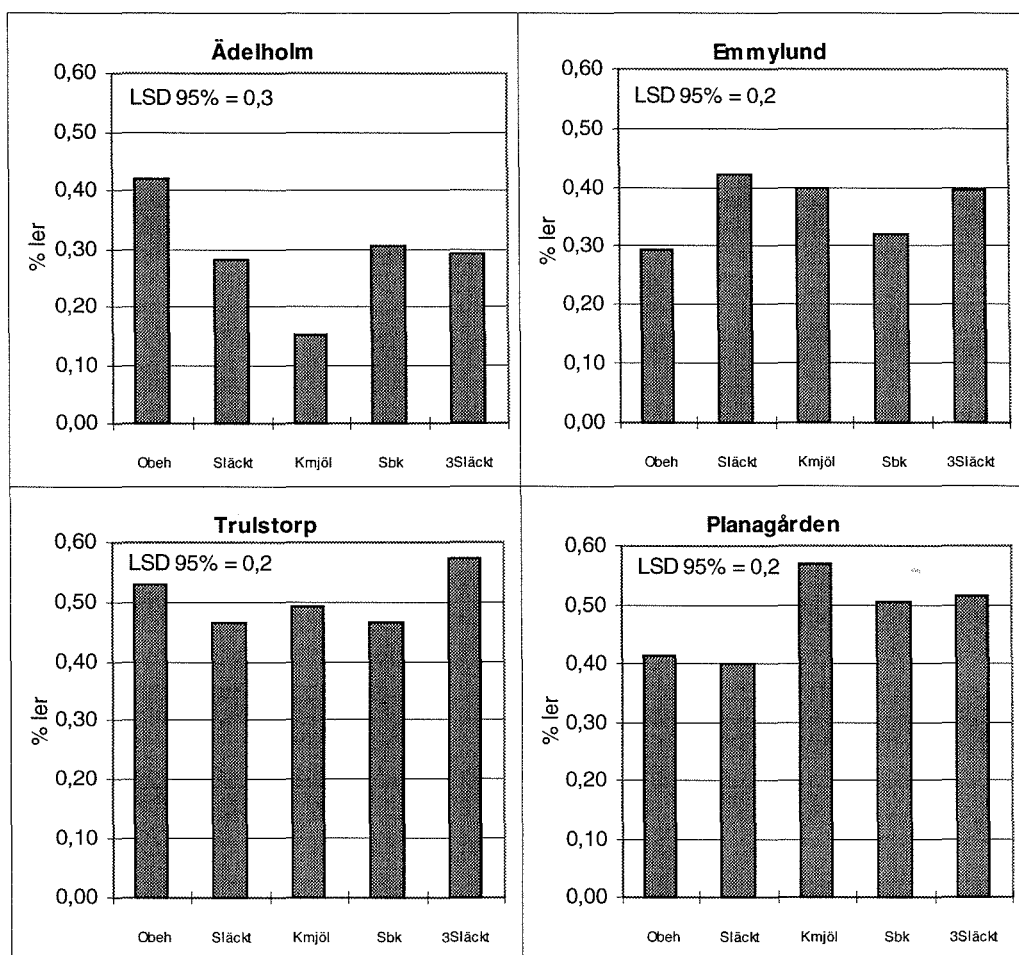 Ädelholm
LSD 95% = 0,3
% ler
0,60
0,50
0,40
0,30
0,20
0,10
0,00
Obeh Släckt Kmjöl Sbk 3Släckt
Emmylund
LSD 95% = 0,2
% ler
0,60
0,50
0,40
0,30
0,20
0,10
0,00
Obeh Släckt Kmjöl Sbk 3Släckt
Trulstorp
LSD 95% = 0,2
% ler
0,60
0,50
0,40
0,30
0,20
0,10
0,00
Obeh Släckt Kmjöl Sbk 3Släckt
Planagården
LSD 95% = 0,2
% ler
0,60
0,50
0,40
0,30
0,20
0,10
0,00
Obeh Släckt Kmjöl Sbk 3Släckt